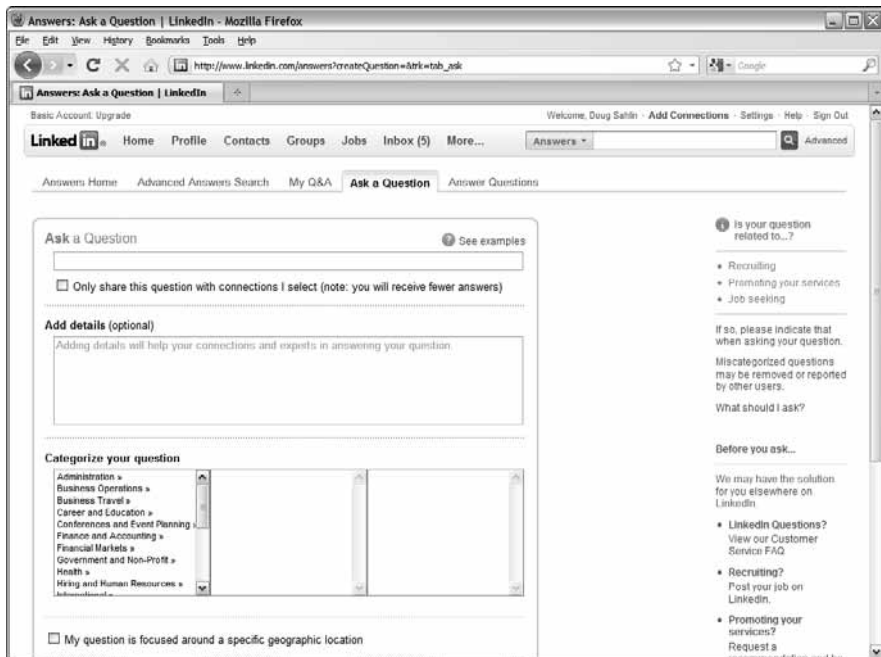 Answers: Ask a Question | LinkedIn - Mozilla Firefox
File Edit View History Bookmarks Tools Help
http://www.linkedin.com/answers?createQuestion=&trk=tab_ask
Google
Answers: Ask a Question | LinkedIn
Basic Account: Upgrade
Welcome, Doug Sahlin · Add Connections · Settings · Help · Sign Out
Linked in Home Profile Contacts Groups Jobs Inbox (5) More... Answers Advanced
Answers Home Advanced Answers Search My Q&A Ask a Question Answer Questions
Ask a Question
See examples
Only share this question with connections I select (note: you will receive fewer answers)
Add details (optional)
Adding details will help your connections and experts in answering your question.
Categorize your question
Administration »
Business Operations »
Business Travel »
Career and Education »
Conferences and Event Planning »
Finance and Accounting »
Financial Markets »
Government and Non-Profit »
Health »
Hiring and Human Resources »
International »
My question is focused around a specific geographic location
Is your question
related to...?
• Recruiting
• Promoting your services
• Job seeking
If so, please indicate that
when asking your question.
Miscategorized questions
may be removed or reported
by other users.
What should I ask?
Before you ask...
We may have the solution
for you elsewhere on
LinkedIn
• LinkedIn Questions?
View our Customer
Service FAQ
• Recruiting?
Post your job on
LinkedIn.
• Promoting your
services?
Request a
recommendation and be